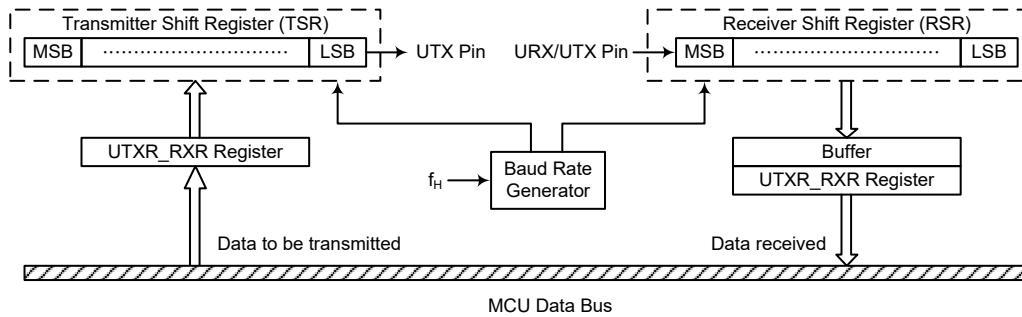 Transmitter Shift Register (TSR)
MSB ………………………… LSB
UTX Pin
URX/UTX Pin
Receiver Shift Register (RSR)
MSB ………………………… LSB
UTXR_RXR Register
fH
Baud Rate
Generator
Buffer
UTXR_RXR Register
Data to be transmitted
Data received
MCU Data Bus